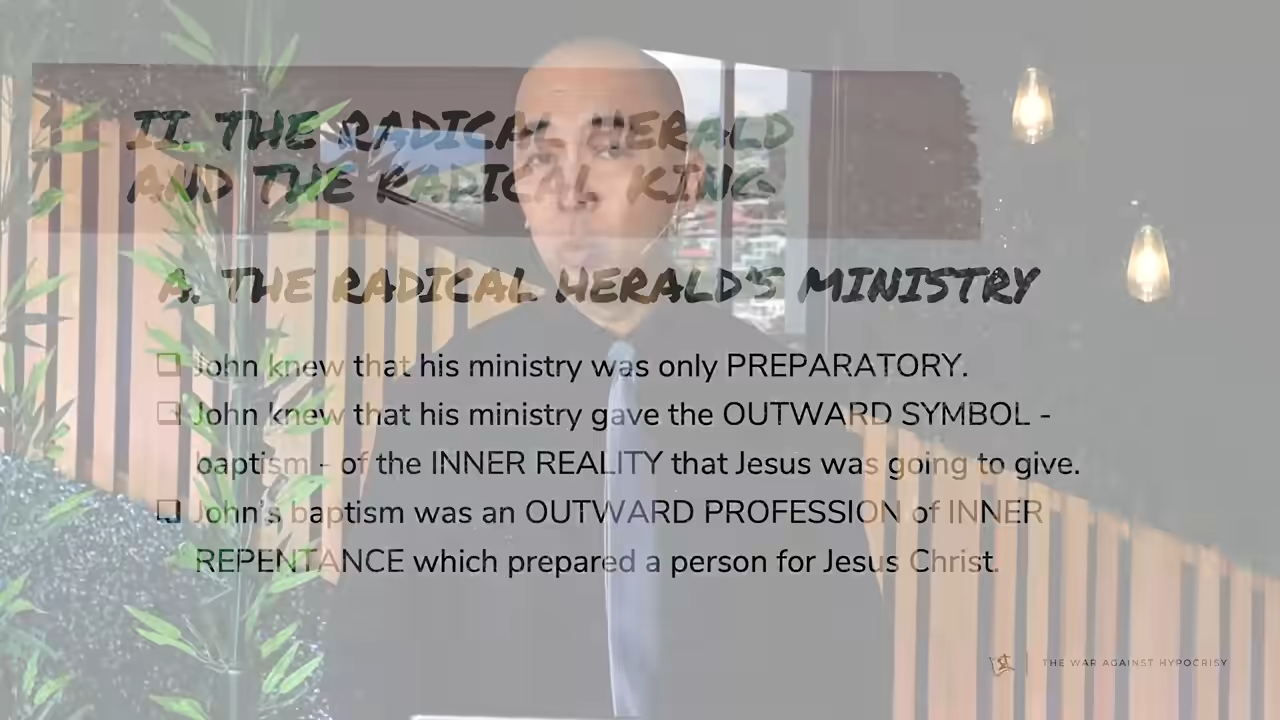 II. THE RADICAL HERALD
AND THE RADICAL KING
A. THE RADICAL HERALD'S MINISTRY
❑ John knew that his ministry was only PREPARATORY.
❑ John knew that his ministry gave the OUTWARD SYMBOL -
baptism - of the INNER REALITY that Jesus was going to give.
❑ John's baptism was an OUTWARD PROFESSION of INNER
REPENTANCE which prepared a person for Jesus Christ.
THE WAR AGAINST HYPOCRISY